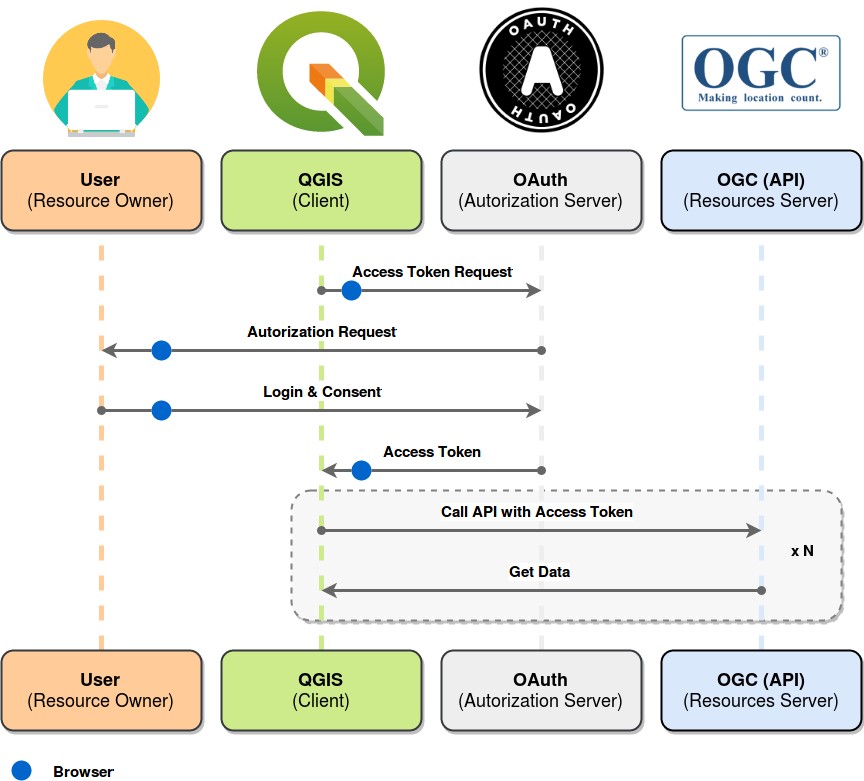 OAUTH
OAUTH
A
OGC®
Making location count.
User
(Resource Owner)
QGIS
(Client)
OAuth
(Autorization Server)
OGC (API)
(Resources Server)
Access Token Request
Autorization Request
Login & Consent
Access Token
Call API with Access Token
x N
Get Data
User
(Resource Owner)
QGIS
(Client)
OAuth
(Autorization Server)
OGC (API)
(Resources Server)
Browser